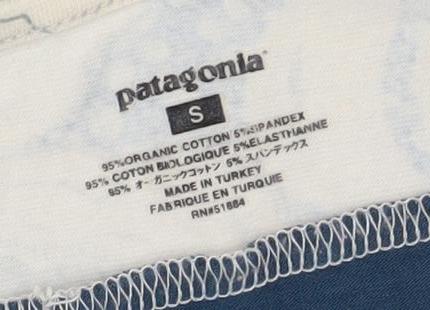 patagonia
S
95%ORGANIC COTTON 5%SPANDEX
95% COTON BIOLOGIQUE 5%ELASTHANNE
95% オーガニックコットン 5% スパンデックス
MADE IN TURKEY
FABRIQUE EN TURQUIE
RN#51884